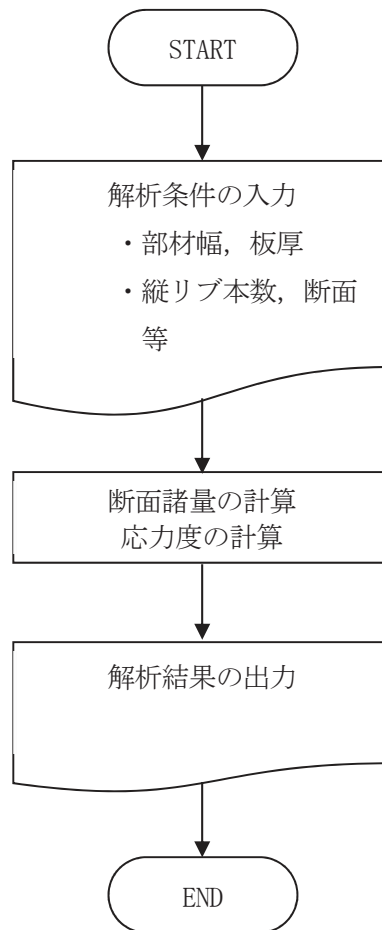 START
解析条件の入力
・部材幅，板厚
・縦リブ本数，断面
等
断面諸量の計算
応力度の計算
解析結果の出力
END